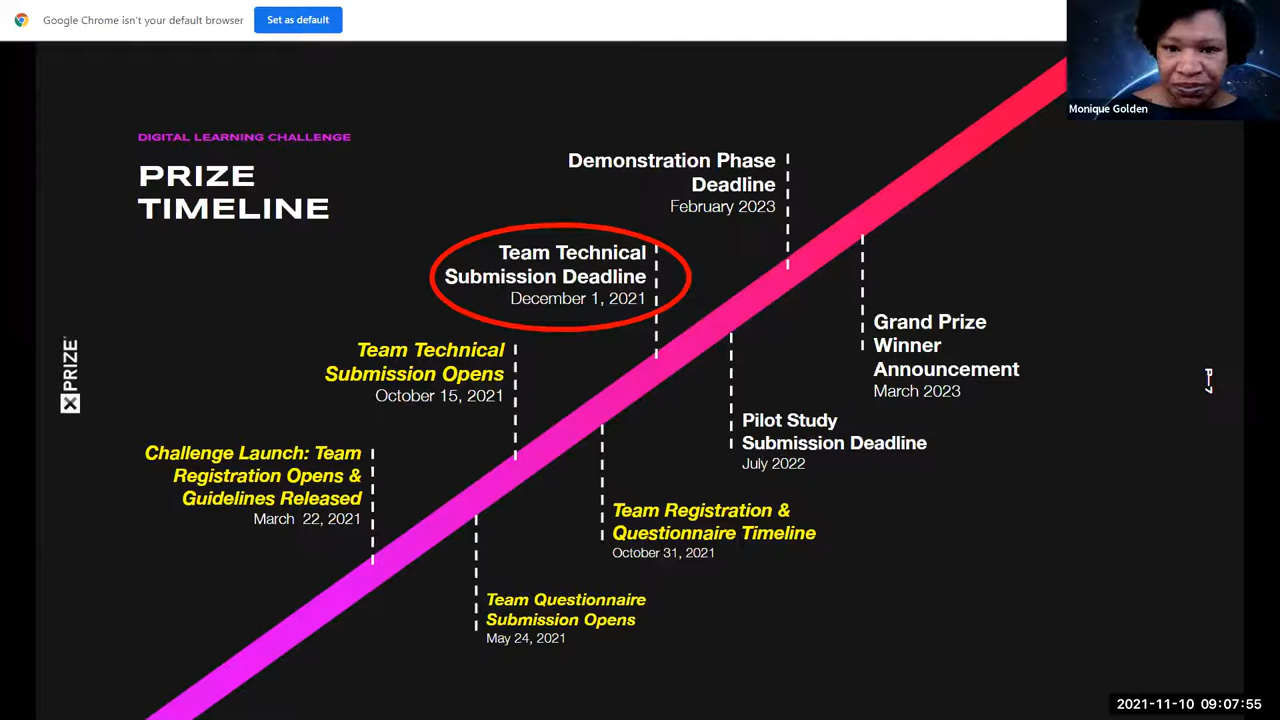 Google Chrome isn't your default browser
Set as default
Monique Golden
DIGITAL LEARNING CHALLENGE
PRIZE
TIMELINE
Demonstration Phase
Deadline
February 2023
Team Technical
Submission Deadline
December 1, 2021
Grand Prize
Winner
Announcement
March 2023
Team Technical
Submission Opens
October 15, 2021
Pilot Study
Submission Deadline
July 2022
Challenge Launch: Team
Registration Opens &
Guidelines Released
March 22, 2021
Team Registration &
Questionnaire Timeline
October 31, 2021
Team Questionnaire
Submission Opens
May 24, 2021
XPRIZE
2021-11-10 09:07:55